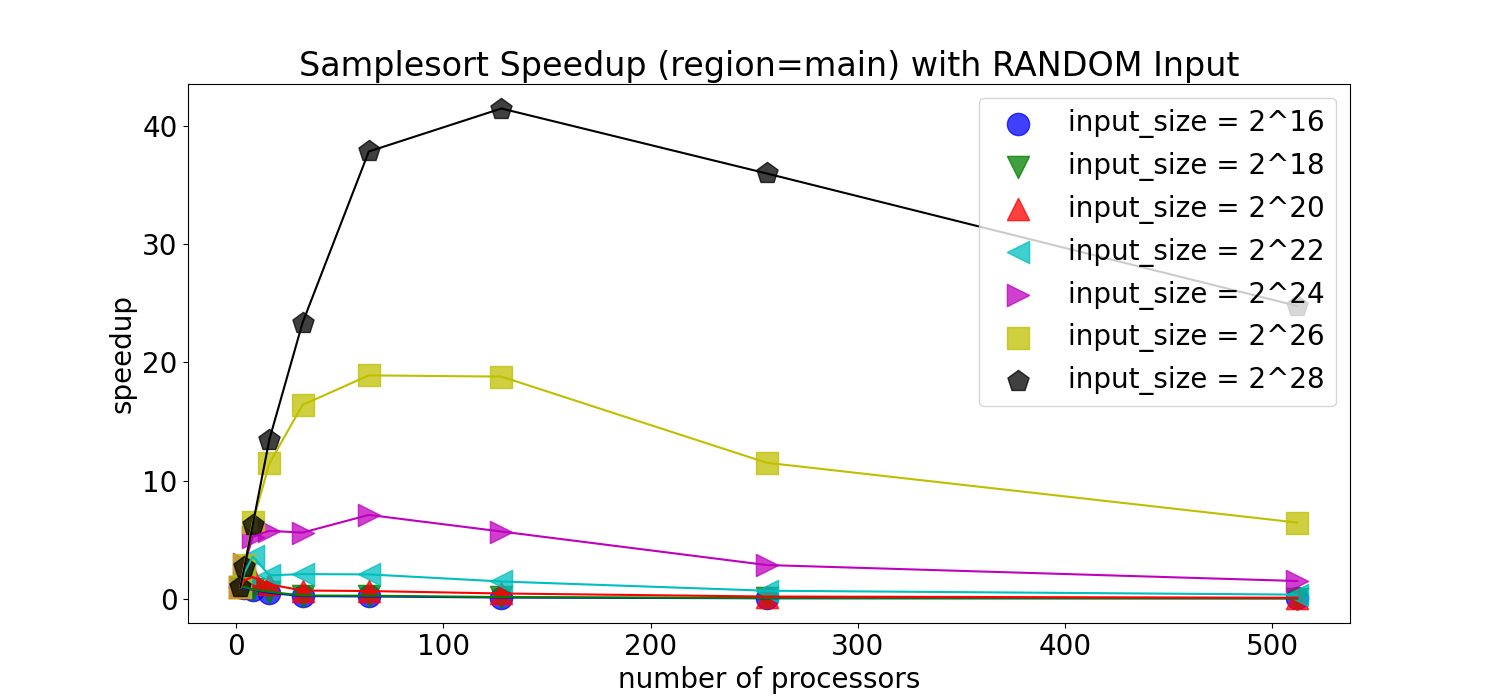 Samplesort Speedup (region=main) with RANDOM Input
40
30
20
10
0
speedup
input_size = 2^16
input_size = 2^18
input_size = 2^20
input_size = 2^22
input_size = 2^24
input_size = 2^26
input_size = 2^28
0 100 200 300 400 500
number of processors